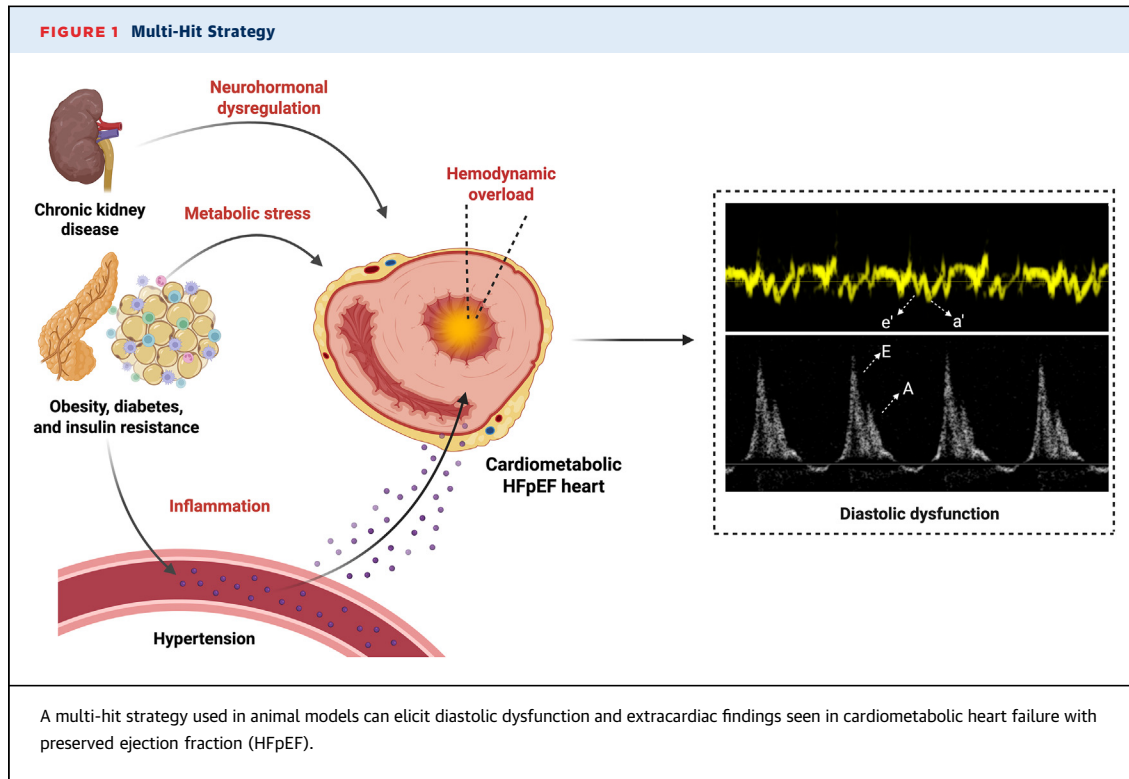 FIGURE 1 Multi-Hit Strategy
Neurohormonal
dysregulation
Hemodynamic
overload
Chronic kidney
disease
Metabolic stress
e'
a'
E
A
Obesity, diabetes,
and insulin resistance
Cardiometabolic
HFpEF heart
Diastolic dysfunction
Inflammation
Hypertension
A multi-hit strategy used in animal models can elicit diastolic dysfunction and extracardiac findings seen in cardiometabolic heart failure with
preserved ejection fraction (HFpEF).